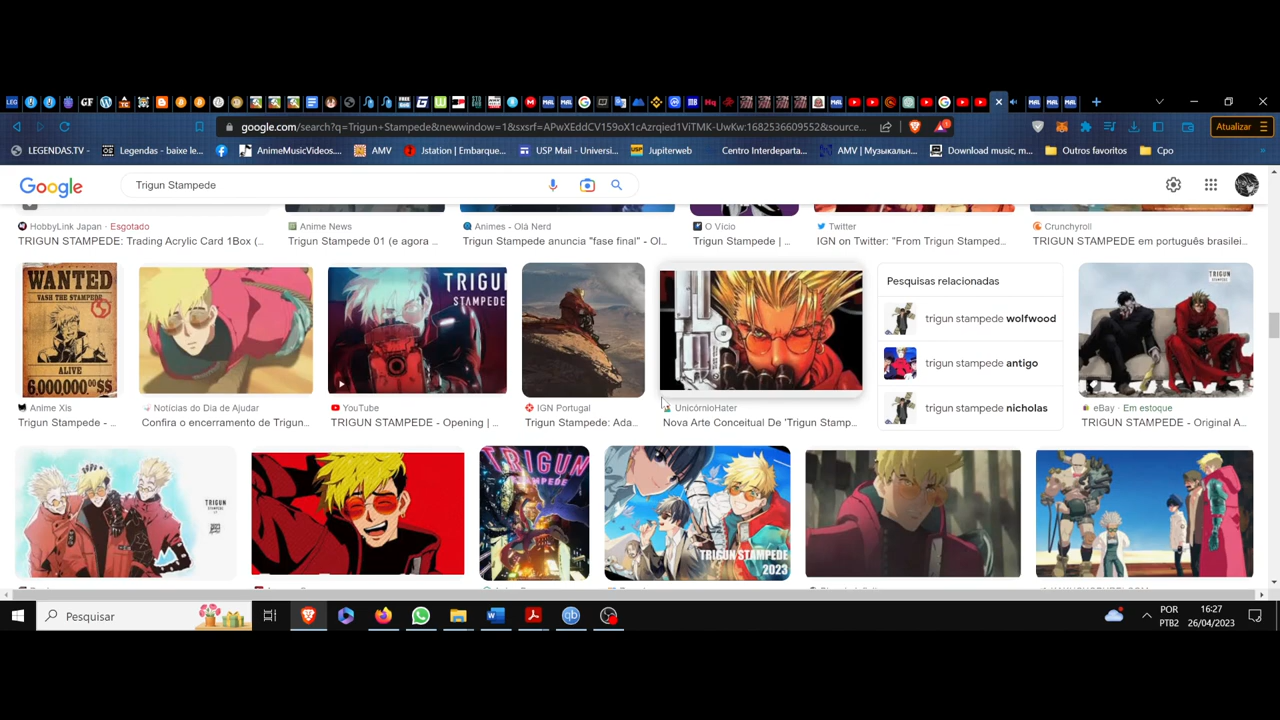 google.com/search?q=Trigun+Stampede&newwindow=1&sxsrf=APwXEddCV159oX1cAzrqied1ViTMK-UwKw:1682536609552&source...
Atualizar
LEGENDAS.TV -
Legendas - baixe le...
AnimeMusicVideos....
AMV
Jstation | Embarque...
USP Mail - Universi...
Jupiterweb
Centro Interdeparta...
AMV | Музыкальн...
Download music, m...
Outros favoritos
Cpo
Google
Trigun Stampede
HobbyLink Japan · Esgotado
TRIGUN STAMPEDE: Trading Acrylic Card 1Box (...
Anime News
Trigun Stampede 01 (e agora ...
Animes - Olá Nerd
Trigun Stampede anuncia "fase final" - Ol...
O Vício
Trigun Stampede | ...
Twitter
IGN on Twitter: "From Trigun Stamped...
Crunchyroll
TRIGUN STAMPEDE em português brasilei...
WANTED
VASH THE STAMPEDE
ALIVE
6,000,000⁰⁰$$
TRIGUN
STAMPEDE
Pesquisas relacionadas
trigun stampede wolfwood
trigun stampede antigo
trigun stampede nicholas
TRIGUN
STAMPEDE
Anime Xis
Trigun Stampede - ...
Notícias do Dia de Ajudar
Confira o encerramento de Trigun...
YouTube
TRIGUN STAMPEDE - Opening | ...
IGN Portugal
Trigun Stampede: Ada...
UnicórnioHater
Nova Arte Conceitual De 'Trigun Stamp...
eBay · Em estoque
TRIGUN STAMPEDE - Original A...
TRIGUN
STAMPEDE
TRIGUN
STAMPEDE
TRIGUN STAMPEDE
2023
Pesquisar
POR
PTB2
16:27
26/04/2023